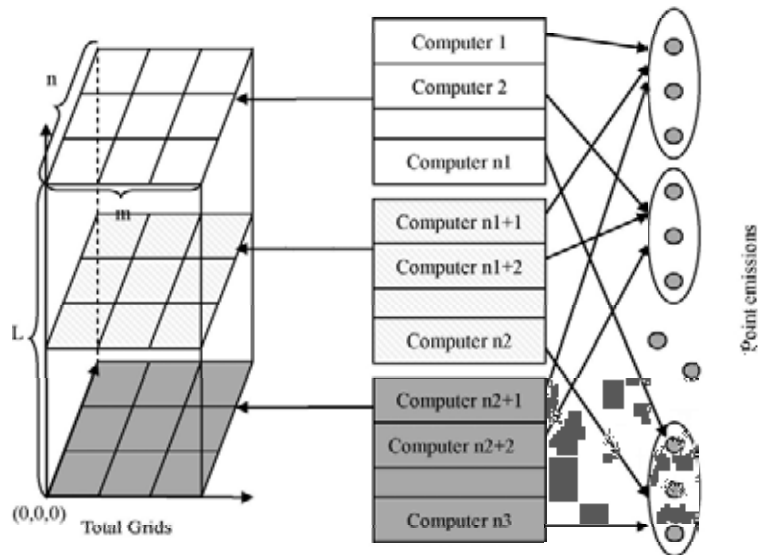 n
m
L
(0,0,0)
Total Grids
Computer 1
Computer 2
Computer n1
Computer n1+1
Computer n1+2
Computer n2
Computer n2+1
Computer n2+2
Computer n3
Point emissions